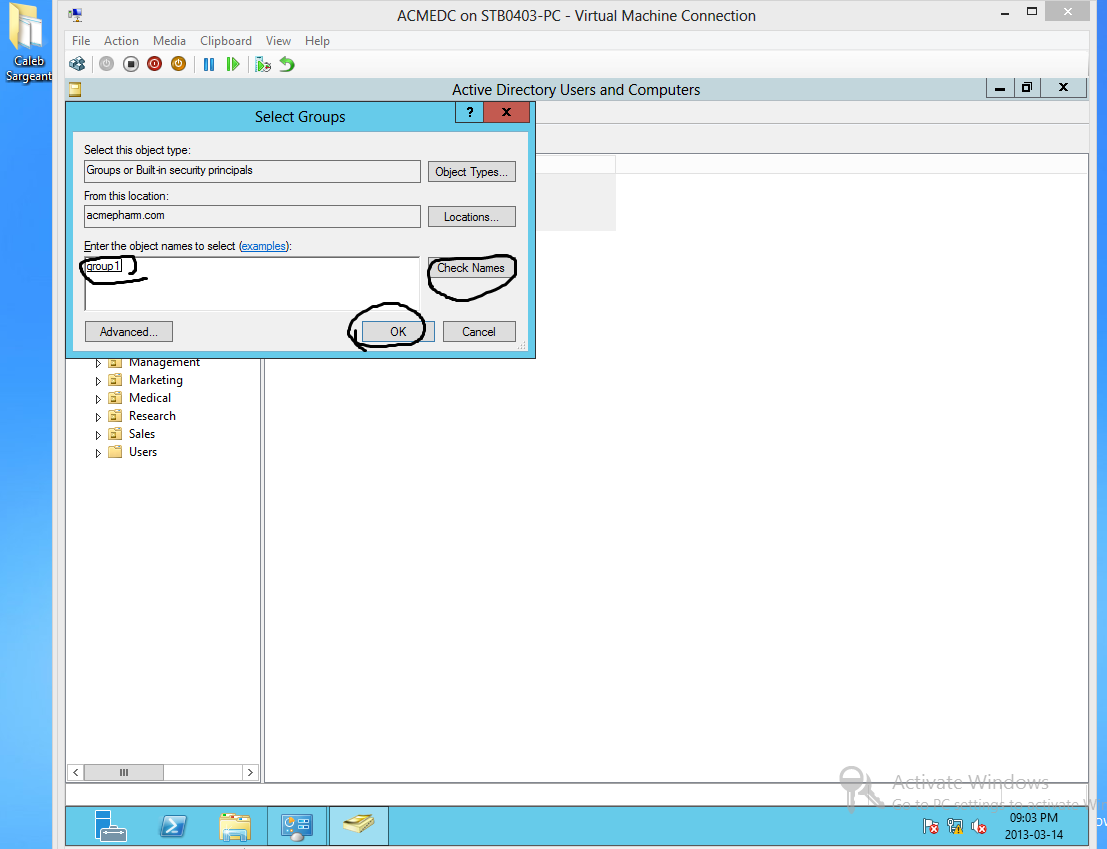 Caleb
Sargeant
ACMEDC on STB0403-PC - Virtual Machine Connection
File Action Media Clipboard View Help
Active Directory Users and Computers
Select Groups
Select this object type:
Groups or Built-in security principals
Object Types...
From this location:
acmepharm.com
Locations...
Enter the object names to select (examples):
group1
Check Names
Advanced...
OK
Cancel
Management
Marketing
Medical
Research
Sales
Users
Activate Windows
Go to PC settings to activate W
09:03 PM
2013-03-14